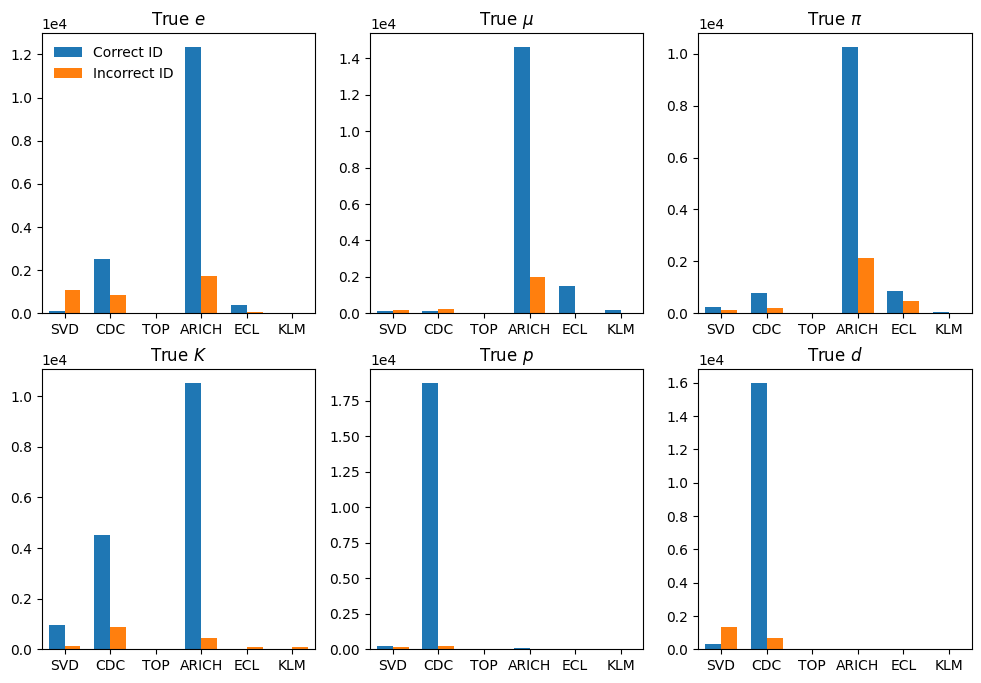 True e
1e4
Correct ID
Incorrect ID
1.2
1.0
0.8
0.6
0.4
0.2
0.0
SVD CDC TOP ARICH ECL KLM
True μ
1e4
1.4
1.2
1.0
0.8
0.6
0.4
0.2
0.0
SVD CDC TOP ARICH ECL KLM
True π
1e4
1.0
0.8
0.6
0.4
0.2
0.0
SVD CDC TOP ARICH ECL KLM
True K
1e4
1.0
0.8
0.6
0.4
0.2
0.0
SVD CDC TOP ARICH ECL KLM
True p
1e4
1.75
1.50
1.25
1.00
0.75
0.50
0.25
0.00
SVD CDC TOP ARICH ECL KLM
True d
1e4
1.6
1.4
1.2
1.0
0.8
0.6
0.4
0.2
0.0
SVD CDC TOP ARICH ECL KLM